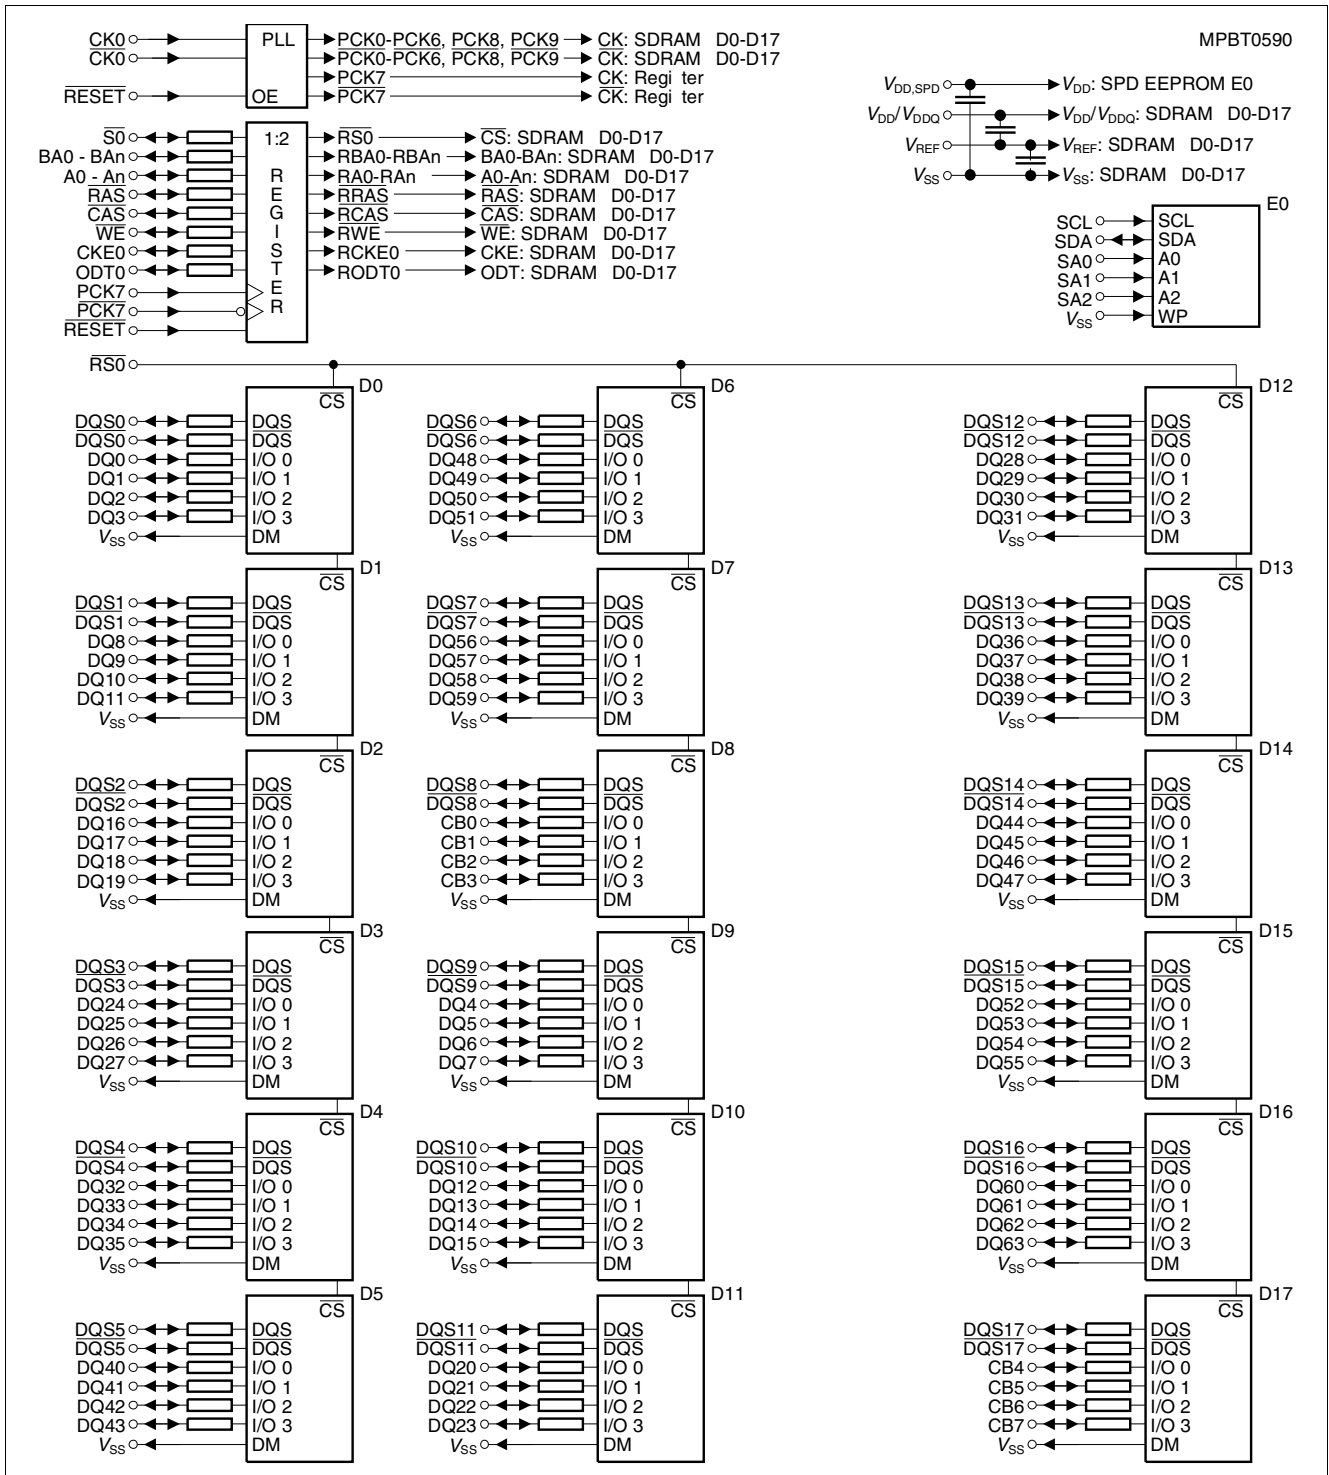 MPBT0590
CK0 PLL PCK0-PCK6, PCK8, PCK9 CK: SDRAM D0-D17
CK0 PCK0-PCK6, PCK8, PCK9 CK: SDRAM D0-D17
PCK7 CK: Regi ter
RESET OE PCK7 CK: Regi ter
VDD,SPD VDD: SPD EEPROM E0
VDD/VDDQ VDD/VDDQ: SDRAM D0-D17
VREF VREF: SDRAM D0-D17
VSS VSS: SDRAM D0-D17
1:2
REGISTER
S0 RS0 CS: SDRAM D0-D17
BA0 - BAn RBA0-RBAn BA0-BAn: SDRAM D0-D17
A0 - An RA0-RAn A0-An: SDRAM D0-D17
RAS RRAS RAS: SDRAM D0-D17
CAS RCAS CAS: SDRAM D0-D17
WE RWE WE: SDRAM D0-D17
CKE0 RCKE0 CKE: SDRAM D0-D17
ODT0 RODT0 ODT: SDRAM D0-D17
PCK7
PCK7
RESET
E0
SCL SCL
SDA SDA
SA0 A0
SA1 A1
SA2 A2
VSS WP
RS0
D0 D6 D12
CS CS CS
DQS0 DQS DQS6 DQS DQS12 DQS
DQS0 DQS DQS6 DQS DQS12 DQS
DQ0 I/O 0 DQ48 I/O 0 DQ28 I/O 0
DQ1 I/O 1 DQ49 I/O 1 DQ29 I/O 1
DQ2 I/O 2 DQ50 I/O 2 DQ30 I/O 2
DQ3 I/O 3 DQ51 I/O 3 DQ31 I/O 3
VSS DM VSS DM VSS DM
D1 D7 D13
CS CS CS
DQS1 DQS DQS7 DQS DQS13 DQS
DQS1 DQS DQS7 DQS DQS13 DQS
DQ8 I/O 0 DQ56 I/O 0 DQ36 I/O 0
DQ9 I/O 1 DQ57 I/O 1 DQ37 I/O 1
DQ10 I/O 2 DQ58 I/O 2 DQ38 I/O 2
DQ11 I/O 3 DQ59 I/O 3 DQ39 I/O 3
VSS DM VSS DM VSS DM
D2 D8 D14
CS CS CS
DQS2 DQS DQS8 DQS DQS14 DQS
DQS2 DQS DQS8 DQS DQS14 DQS
DQ16 I/O 0 CB0 I/O 0 DQ44 I/O 0
DQ17 I/O 1 CB1 I/O 1 DQ45 I/O 1
DQ18 I/O 2 CB2 I/O 2 DQ46 I/O 2
DQ19 I/O 3 CB3 I/O 3 DQ47 I/O 3
VSS DM VSS DM VSS DM
D3 D9 D15
CS CS CS
DQS3 DQS DQS9 DQS DQS15 DQS
DQS3 DQS DQS9 DQS DQS15 DQS
DQ24 I/O 0 DQ4 I/O 0 DQ52 I/O 0
DQ25 I/O 1 DQ5 I/O 1 DQ53 I/O 1
DQ26 I/O 2 DQ6 I/O 2 DQ54 I/O 2
DQ27 I/O 3 DQ7 I/O 3 DQ55 I/O 3
VSS DM VSS DM VSS DM
D4 D10 D16
CS CS CS
DQS4 DQS DQS10 DQS DQS16 DQS
DQS4 DQS DQS10 DQS DQS16 DQS
DQ32 I/O 0 DQ12 I/O 0 DQ60 I/O 0
DQ33 I/O 1 DQ13 I/O 1 DQ61 I/O 1
DQ34 I/O 2 DQ14 I/O 2 DQ62 I/O 2
DQ35 I/O 3 DQ15 I/O 3 DQ63 I/O 3
VSS DM VSS DM VSS DM
D5 D11 D17
CS CS CS
DQS5 DQS DQS11 DQS DQS17 DQS
DQS5 DQS DQS11 DQS DQS17 DQS
DQ40 I/O 0 DQ20 I/O 0 CB4 I/O 0
DQ41 I/O 1 DQ21 I/O 1 CB5 I/O 1
DQ42 I/O 2 DQ22 I/O 2 CB6 I/O 2
DQ43 I/O 3 DQ23 I/O 3 CB7 I/O 3
VSS DM VSS DM VSS DM